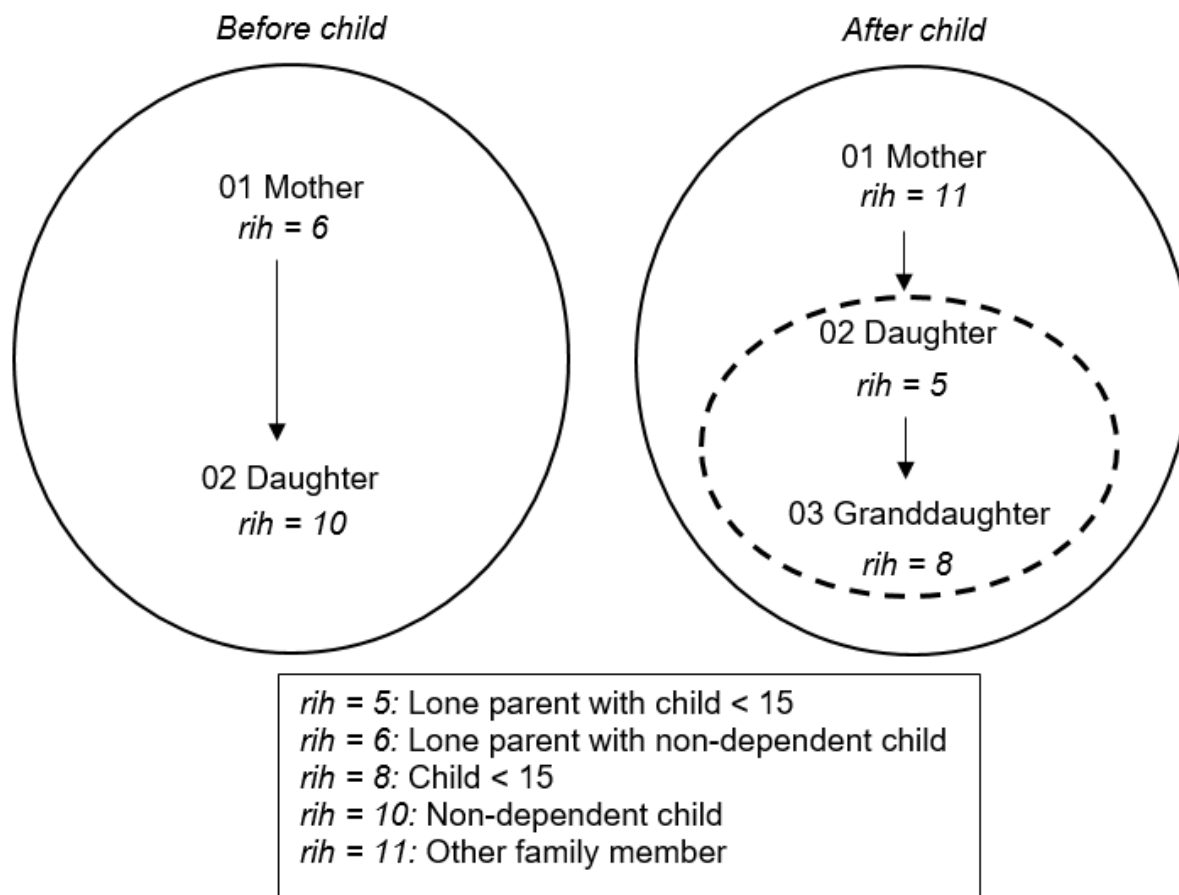 Before child
01 Mother
rih = 6
02 Daughter
rih = 10
After child
01 Mother
rih = 11
02 Daughter
rih = 5
03 Granddaughter
rih = 8
rih = 5: Lone parent with child < 15
rih = 6: Lone parent with non-dependent child
rih = 8: Child < 15
rih = 10: Non-dependent child
rih = 11: Other family member